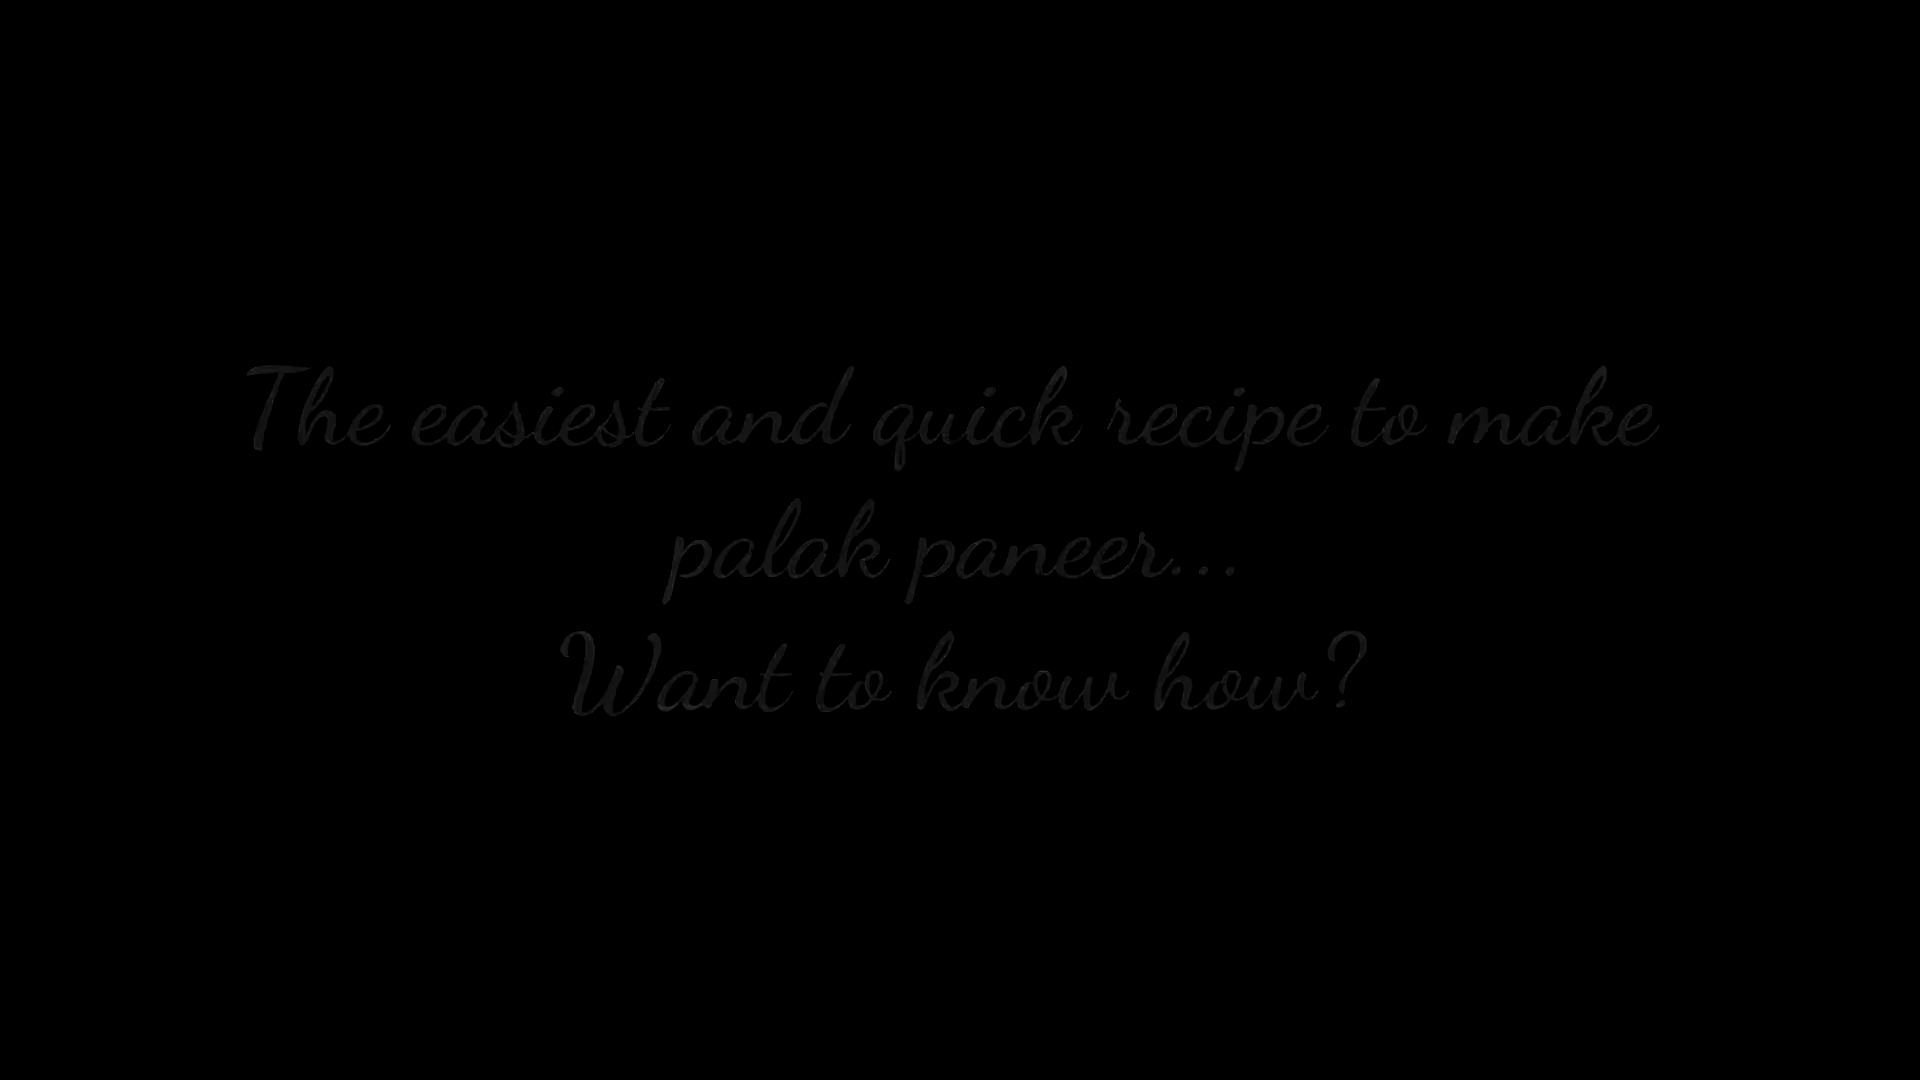 The easiest and quick recipe to make
palak paneer...
Want to know how?